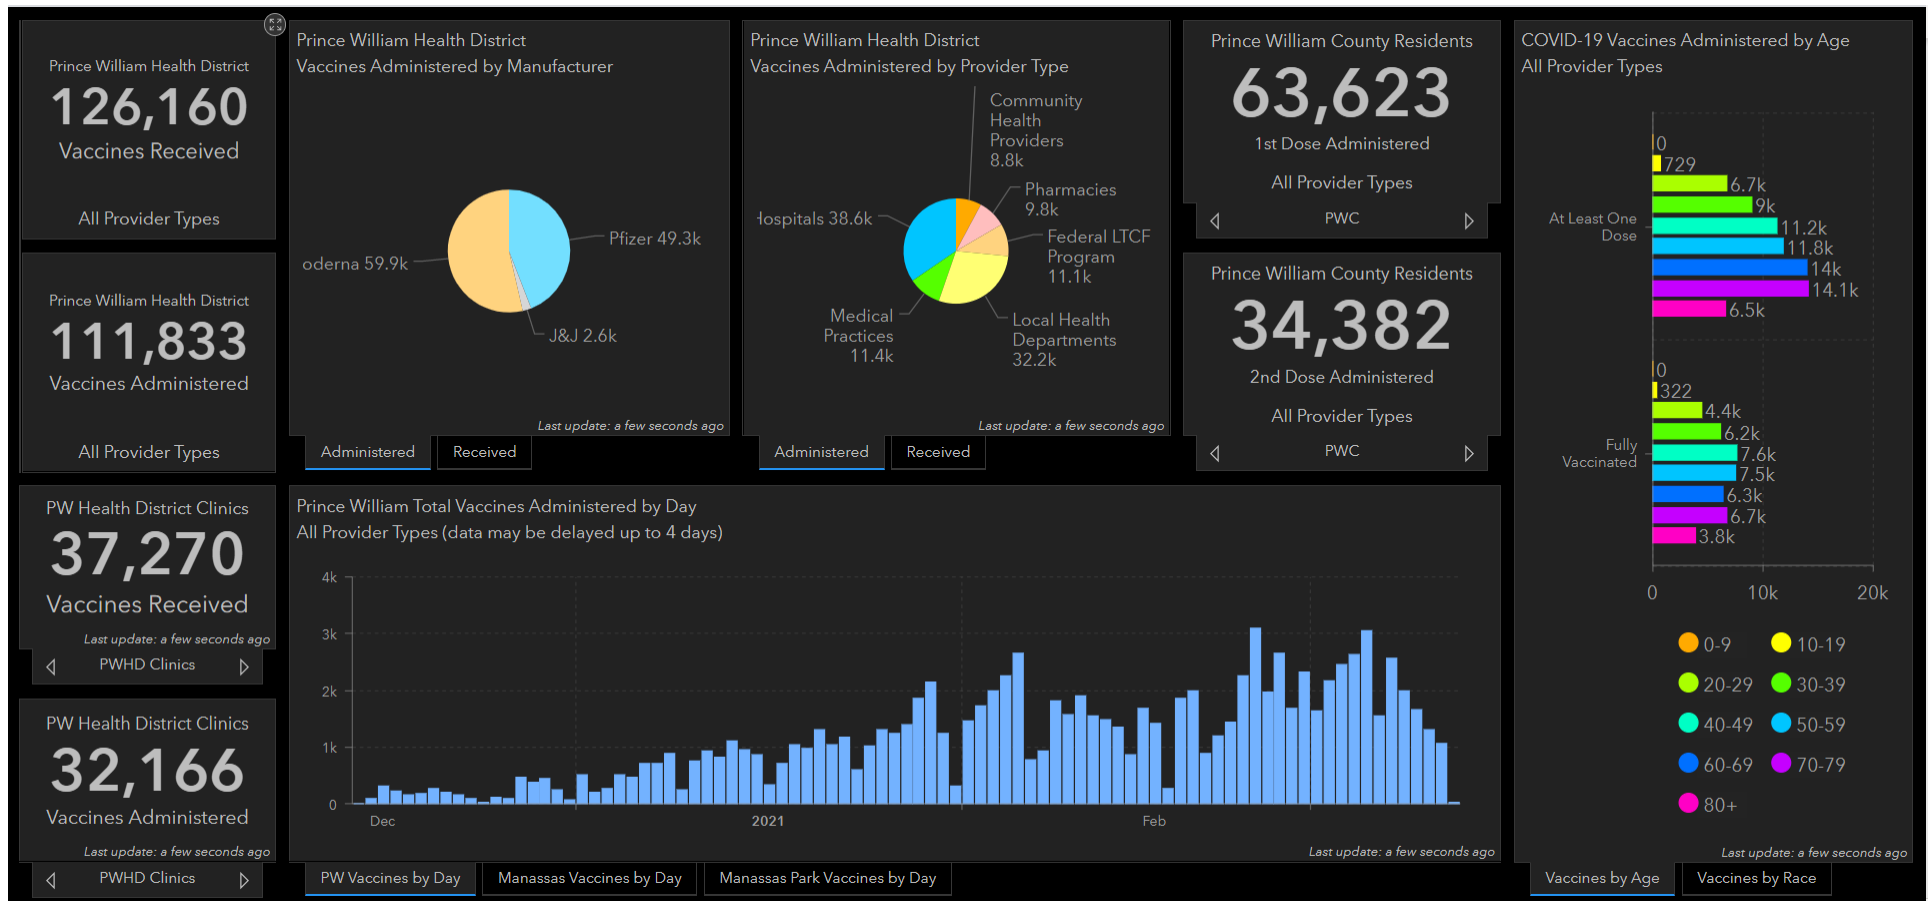 Prince William Health District
126,160
Vaccines Received
All Provider Types
Prince William Health District
111,833
Vaccines Administered
All Provider Types
PW Health District Clinics
37,270
Vaccines Received
Last update: a few seconds ago
PWHD Clinics
PW Health District Clinics
32,166
Vaccines Administered
Last update: a few seconds ago
PWHD Clinics
Prince William Health District
Vaccines Administered by Manufacturer
Pfizer 49.3k
oderna 59.9k
J&J 2.6k
Last update: a few seconds ago
Administered
Received
Prince William Health District
Vaccines Administered by Provider Type
Community
Health
Providers
8.8k
Pharmacies
9.8k
Hospitals 38.6k
Federal LTCF
Program
11.1k
Medical
Practices
11.4k
Local Health
Departments
32.2k
Last update: a few seconds ago
Administered
Received
Prince William County Residents
63,623
1st Dose Administered
All Provider Types
PWC
Prince William County Residents
34,382
2nd Dose Administered
All Provider Types
PWC
Prince William Total Vaccines Administered by Day
All Provider Types (data may be delayed up to 4 days)
4k
3k
2k
1k
0
Dec
2021
Feb
Last update: a few seconds ago
PW Vaccines by Day
Manassas Vaccines by Day
Manassas Park Vaccines by Day
COVID-19 Vaccines Administered by Age
All Provider Types
At Least One
Dose
0
729
6.7k
9k
11.2k
11.8k
14k
14.1k
6.5k
Fully
Vaccinated
0
322
4.4k
6.2k
7.6k
7.5k
6.3k
6.7k
3.8k
0
10k
20k
0-9
10-19
20-29
30-39
40-49
50-59
60-69
70-79
80+
Last update: a few seconds ago
Vaccines by Age
Vaccines by Race